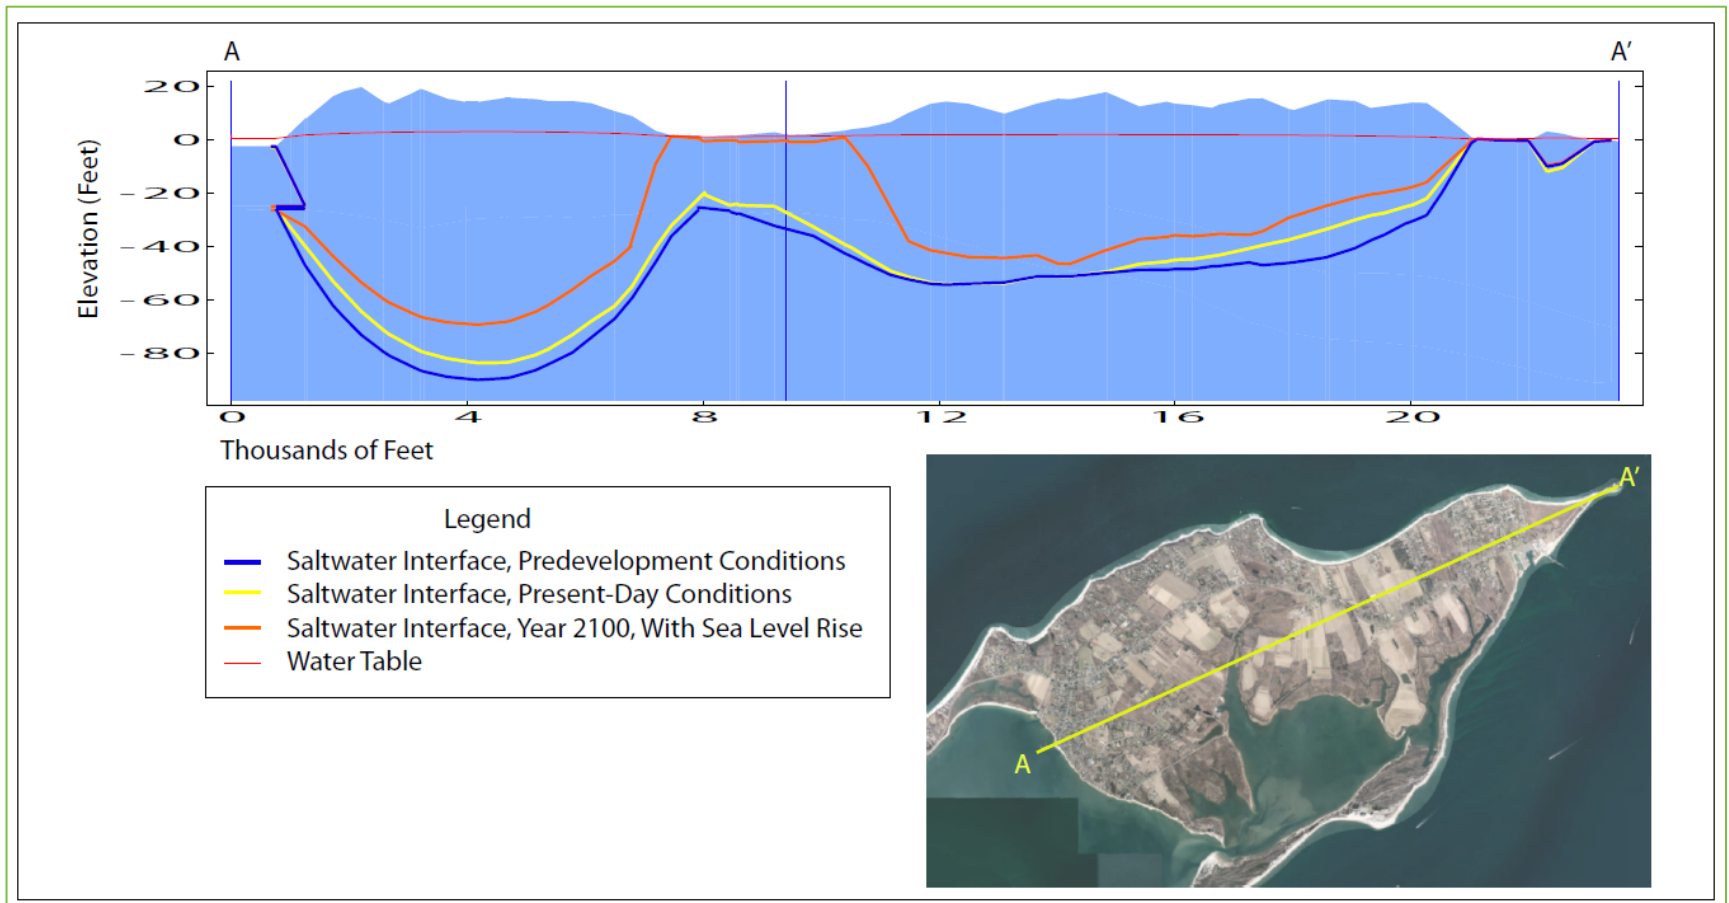 A A’
20
0
-20
-40
-60
-80
Elevation (Feet)
0 4 8 12 16 20
Thousands of Feet
Legend
Saltwater Interface, Predevelopment Conditions
Saltwater Interface, Present-Day Conditions
Saltwater Interface, Year 2100, With Sea Level Rise
Water Table
A’
A